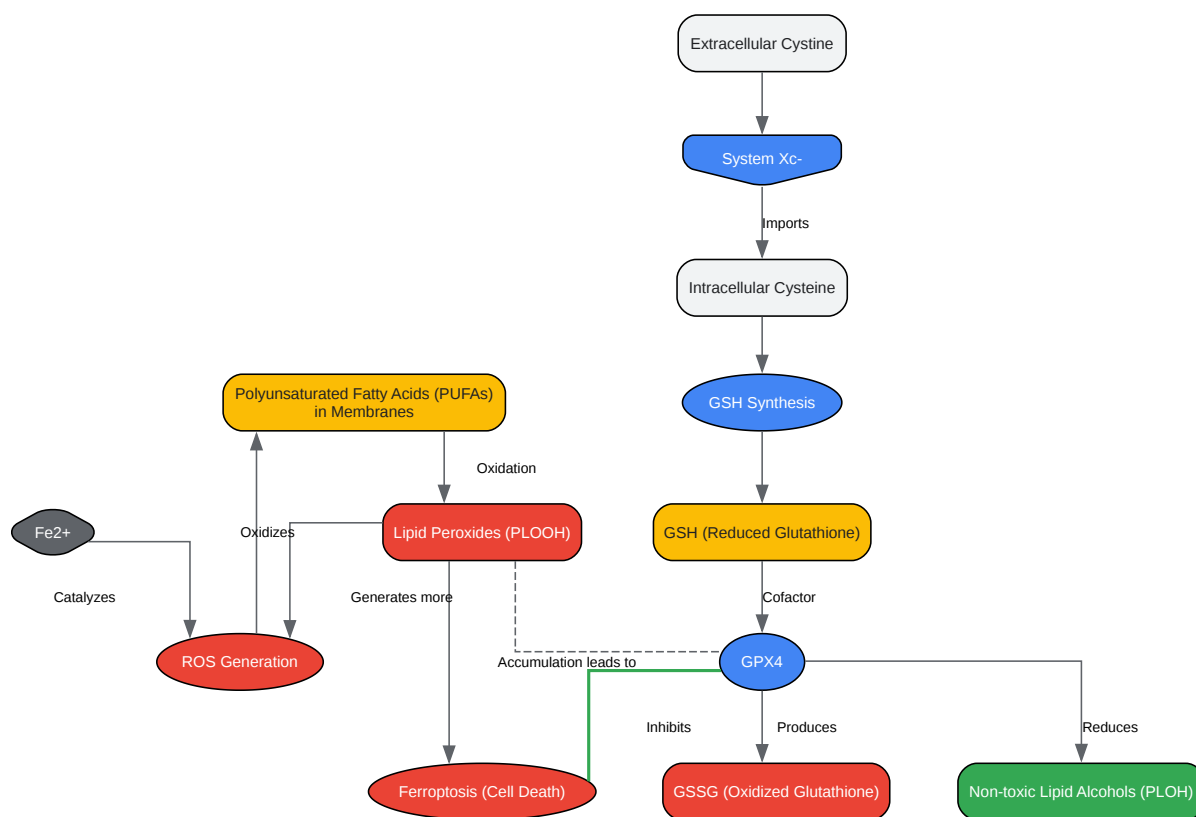 Extracellular Cystine
System Xc-
Imports
Intracellular Cysteine
Polyunsaturated Fatty Acids (PUFAs)
in Membranes
GSH Synthesis
Oxidation
Fe2+
Oxidizes
Lipid Peroxides (PLOOH)
GSH (Reduced Glutathione)
Catalyzes
Generates more
Cofactor
ROS Generation
Accumulation leads to
GPX4
Inhibits
Produces
Reduces
Ferroptosis (Cell Death)
GSSG (Oxidized Glutathione)
Non-toxic Lipid Alcohols (PLOH)